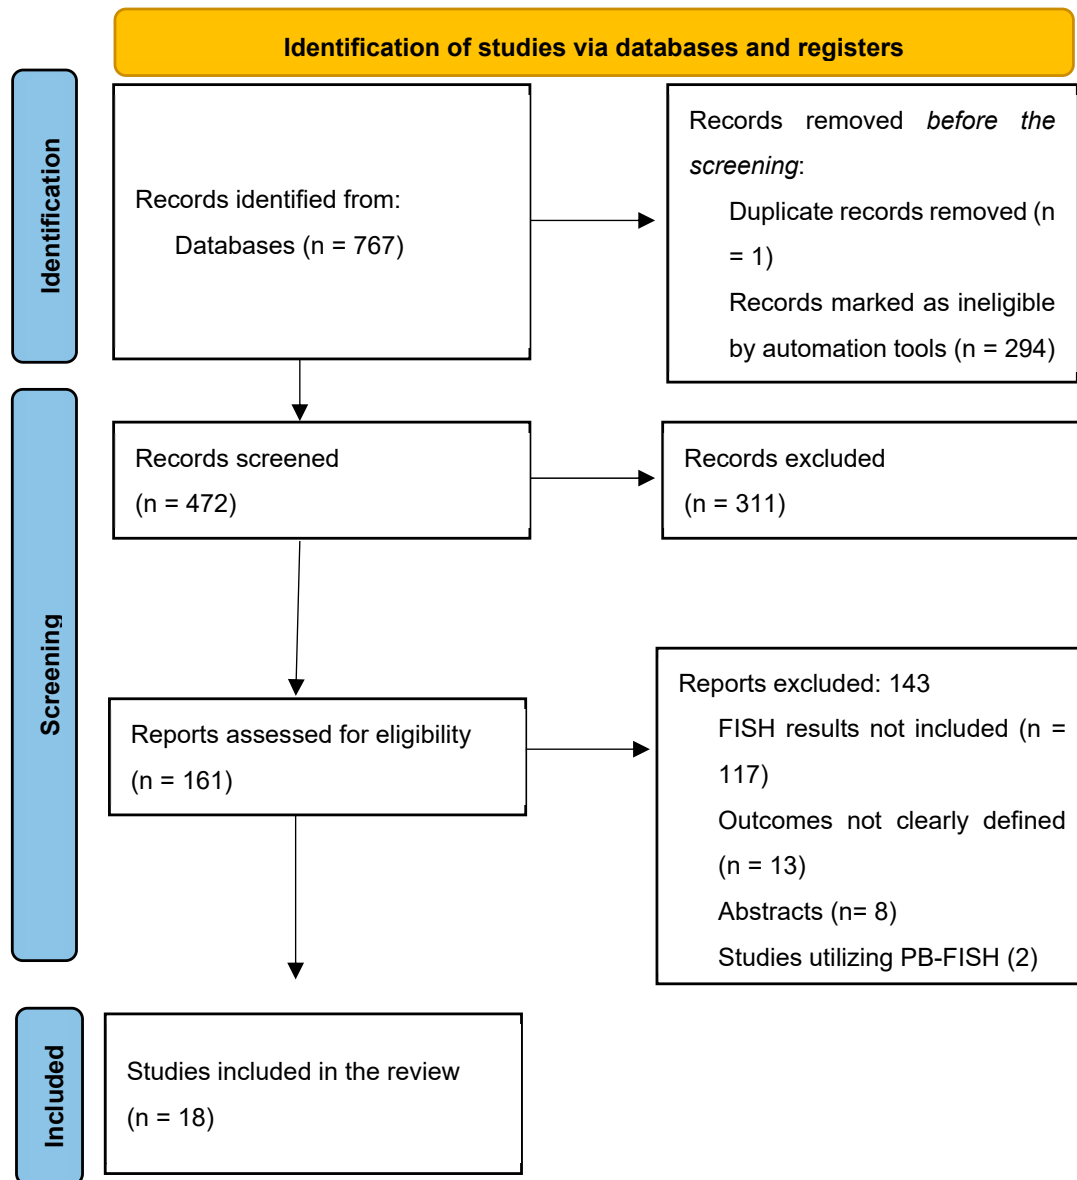 Identification of studies via databases and registers
Identification
Records identified from:
Databases (n = 767)
Records removed before the
screening:
Duplicate records removed (n
= 1)
Records marked as ineligible
by automation tools (n = 294)
Screening
Records screened
(n = 472)
Records excluded
(n = 311)
Reports assessed for eligibility
(n = 161)
Reports excluded: 143
FISH results not included (n =
117)
Outcomes not clearly defined
(n = 13)
Abstracts (n= 8)
Studies utilizing PB-FISH (2)
Included
Studies included in the review
(n = 18)